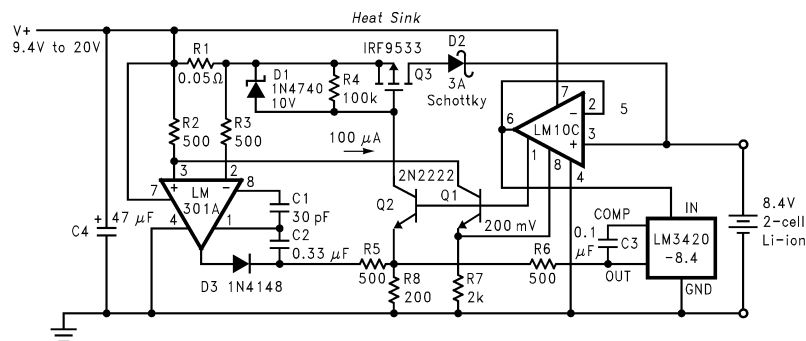 Heat Sink
V+
9.4V to 20V
R1
0.05Ω
D1
1N4740
10V
R4
100k
IRF9533
Q3
D2
3A
Schottky
R2
500
R3
500
100 μA
7
6
2
5
LM10C
−
+
3
1
8
4
2N2222
Q2
Q1
200 mV
3
2
+
−
7
LM
301A
8
4
1
C1
30 pF
C2
0.33 μF
C4
+
47 μF
D3 1N4148
R5
500
R8
200
R7
2k
R6
500
COMP
0.1
μF
C3
OUT
IN
LM3420
-8.4
GND
8.4V
2-cell
Li-ion